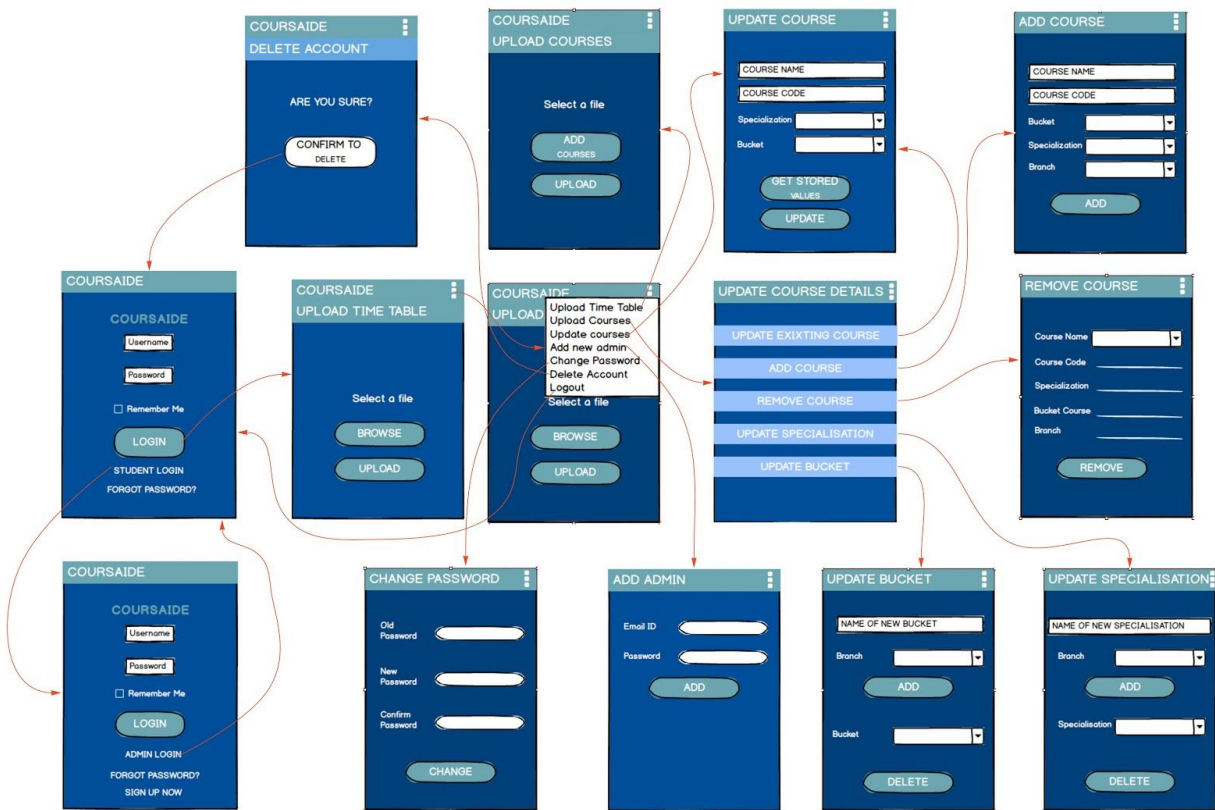 COURSAIDE
DELETE ACCOUNT
ARE YOU SURE?
CONFIRM TO
DELETE
COURSAIDE
UPLOAD COURSES
Select a file
ADD
COURSES
UPLOAD
UPDATE COURSE
COURSE NAME
COURSE CODE
Specialization
Bucket
GET STORED
VALUES
UPDATE
ADD COURSE
COURSE NAME
COURSE CODE
Bucket
Specialization
Branch
ADD
COURSAIDE
COURSAIDE
Username
Password
Remember Me
LOGIN
STUDENT LOGIN
FORGOT PASSWORD?
COURSAIDE
UPLOAD TIME TABLE
Select a file
BROWSE
UPLOAD
COURSAIDE
UPLOAD
Upload Time Table
Upload Courses
Update courses
Add new admin
Change Password
Delete Account
Logout
Select a file
BROWSE
UPLOAD
UPDATE COURSE DETAILS
UPDATE EXIXTING COURSE
ADD COURSE
REMOVE COURSE
UPDATE SPECIALISATION
UPDATE BUCKET
REMOVE COURSE
Course Name
Course Code
Specialization
Bucket Course
Branch
REMOVE
COURSAIDE
COURSAIDE
Username
Password
Remember Me
LOGIN
ADMIN LOGIN
FORGOT PASSWORD?
SIGN UP NOW
CHANGE PASSWORD
Old
Password
New
Password
Confirm
Password
CHANGE
ADD ADMIN
Email ID
Password
ADD
UPDATE BUCKET
NAME OF NEW BUCKET
Branch
ADD
Bucket
DELETE
UPDATE SPECIALISATION
NAME OF NEW SPECIALISATION
Branch
ADD
Specialisation
DELETE